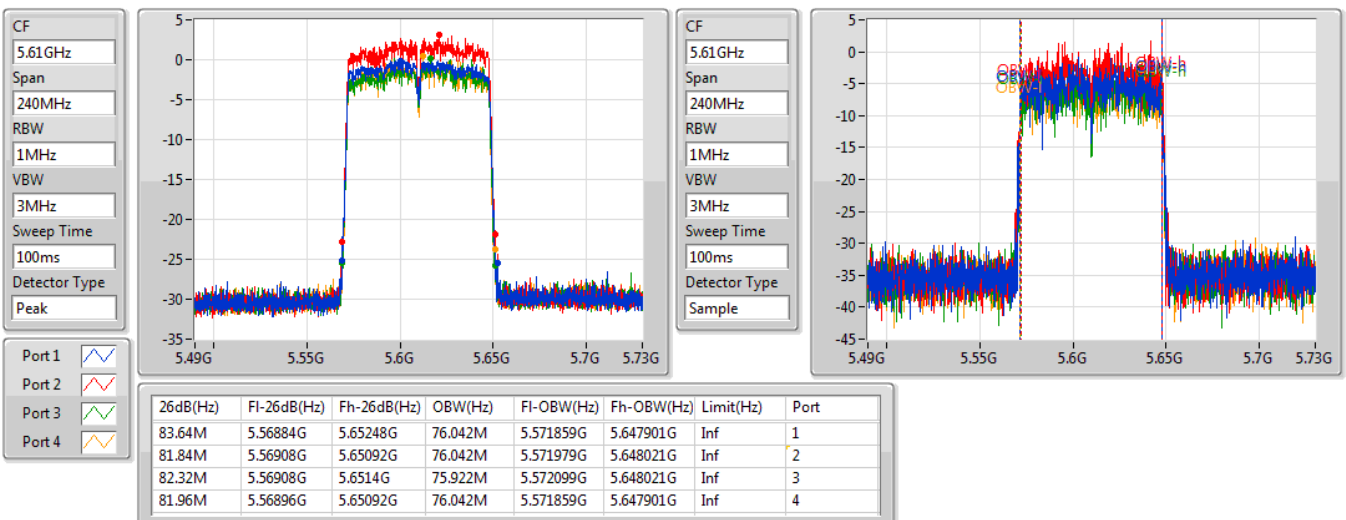 CF
5.61GHz
Span
240MHz
RBW
1MHz
VBW
3MHz
Sweep Time
100ms
Detector Type
Peak
5
0
-5
-10
-15
-20
-25
-30
-35
5.49G 5.55G 5.6G 5.65G 5.7G 5.73G
CF
5.61GHz
Span
240MHz
RBW
1MHz
VBW
3MHz
Sweep Time
100ms
Detector Type
Sample
5
0
-5
-10
-15
-20
-25
-30
-35
-40
-45
5.49G 5.55G 5.6G 5.65G 5.7G 5.73G
Port 1
Port 2
Port 3
Port 4
26dB(Hz) Fl-26dB(Hz) Fh-26dB(Hz) OBW(Hz) Fl-OBW(Hz) Fh-OBW(Hz) Limit(Hz) Port
83.64M 5.56884G 5.65248G 76.042M 5.571859G 5.647901G Inf 1
81.84M 5.56908G 5.65092G 76.042M 5.571979G 5.648021G Inf 2
82.32M 5.56908G 5.6514G 75.922M 5.572099G 5.648021G Inf 3
81.96M 5.56896G 5.65092G 76.042M 5.571859G 5.647901G Inf 4